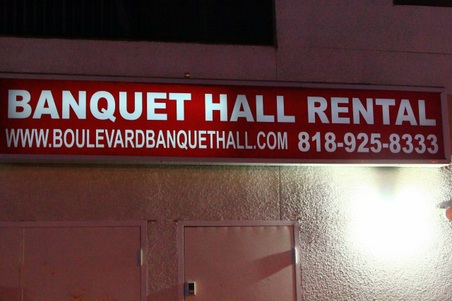 BANQUET HALL RENTAL
WWW.BOULEVARDBANQUETHALL.COM 818-925-8333